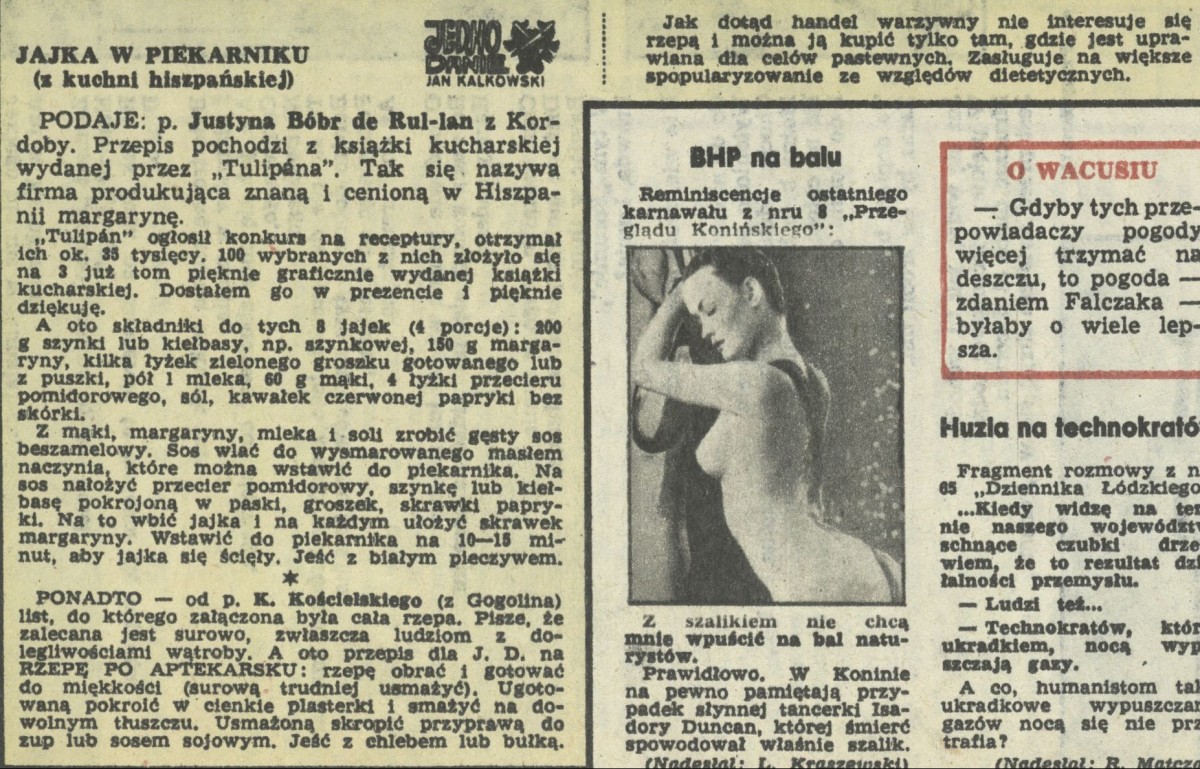 JAJKA W PIEKARNIKU
(z kuchni hiszpańskiej)
JEDNO
DANIE
JAN KALKOWSKI
PODAJE: p. Justyna Bóbr de Rul-lan z Kor-
doby. Przepis pochodzi z książki kucharskiej
wydanej przez „Tulipána”. Tak się nazywa
firma produkująca znaną i cenioną w Hiszpa-
nii margarynę.
„Tulipán” ogłosił konkurs na receptury, otrzymał
ich ok. 35 tysięcy. 100 wybranych z nich złożyło się
na 3 już tom pięknie graficznie wydanej książki
kucharskiej. Dostałem go w prezencie i pięknie
dziękuję.
A oto składniki do tych 8 jajek (4 porcje): 200
g szynki lub kiełbasy, np. szynkowej, 150 g marga-
ryny, kilka łyżek zielonego groszku gotowanego lub
z puszki, pół l mleka, 60 g mąki, 4 łyżki przecieru
pomidorowego, sól, kawałek czerwonej papryki bez
skórki.
Z mąki, margaryny, mleka i soli zrobić gęsty sos
beszamelowy. Sos wlać do wysmarowanego masłem
naczynia, które można wstawić do piekarnika. Na
sos nałożyć przecier pomidorowy, szynkę lub kieł-
basę pokrojoną w paski, groszek, skrawki papry-
ki. Na to wbić jajka i na każdym ułożyć skrawek
margaryny. Wstawić do piekarnika na 10—15 mi-
nut, aby jajka się ścięły. Jeść z białym pieczywem.
*
PONADTO — od p. K. Kościelskiego (z Gogolina)
list, do którego załączona była cała rzepa. Pisze, że
zalecana jest surowo, zwłaszcza ludziom z do-
legliwościami wątroby. A oto przepis dla J. D. na
RZEPĘ PO APTEKARSKU: rzepę obrać i gotować
do miękkości (surową trudniej usmażyć). Ugoto-
waną pokroić w cienkie plasterki i smażyć na do-
wolnym tłuszczu. Usmażoną skropić przyprawą do
zup lub sosem sojowym. Jeść z chlebem lub bułką.
Jak dotąd handel warzywny nie interesuje się
rzepą i można ją kupić tylko tam, gdzie jest upra-
wiana dla celów pastewnych. Zasługuje na większe
spopularyzowanie ze względów dietetycznych.
BHP na balu
Reminiscencje ostatniego
karnawału z nru 8 „Prze-
glądu Konińskiego”:
Z szalikiem nie chcą
mnie wpuścić na bal natu-
rystów.
Prawidłowo. W Koninie
na pewno pamiętają przy-
padek słynnej tancerki Isa-
dory Duncan, której śmierć
spowodował właśnie szalik.
(Nadesłał: L. Kraszewski)
O WACUSIU
— Gdyby tych prze-
powiadaczy pogody
więcej trzymać na
deszczu, to pogoda —
zdaniem Falczaka —
byłaby o wiele lep-
sza.
Huzia na technokrató
Fragment rozmowy z n
65 „Dziennika Łódzkiego
...Kiedy widzę na ter
nie naszego województw
schnące czubki drze
wiem, że to rezultat dzi
łalności przemysłu.
— Ludzi też...
— Technokratów, któr
ukradkiem, nocą wyp
szczają gazy.
A co, humanistom tak
ukradkowe wypuszczan
gazów nocą się nie prz
trafia?
(Nadesłał: R. Matcz